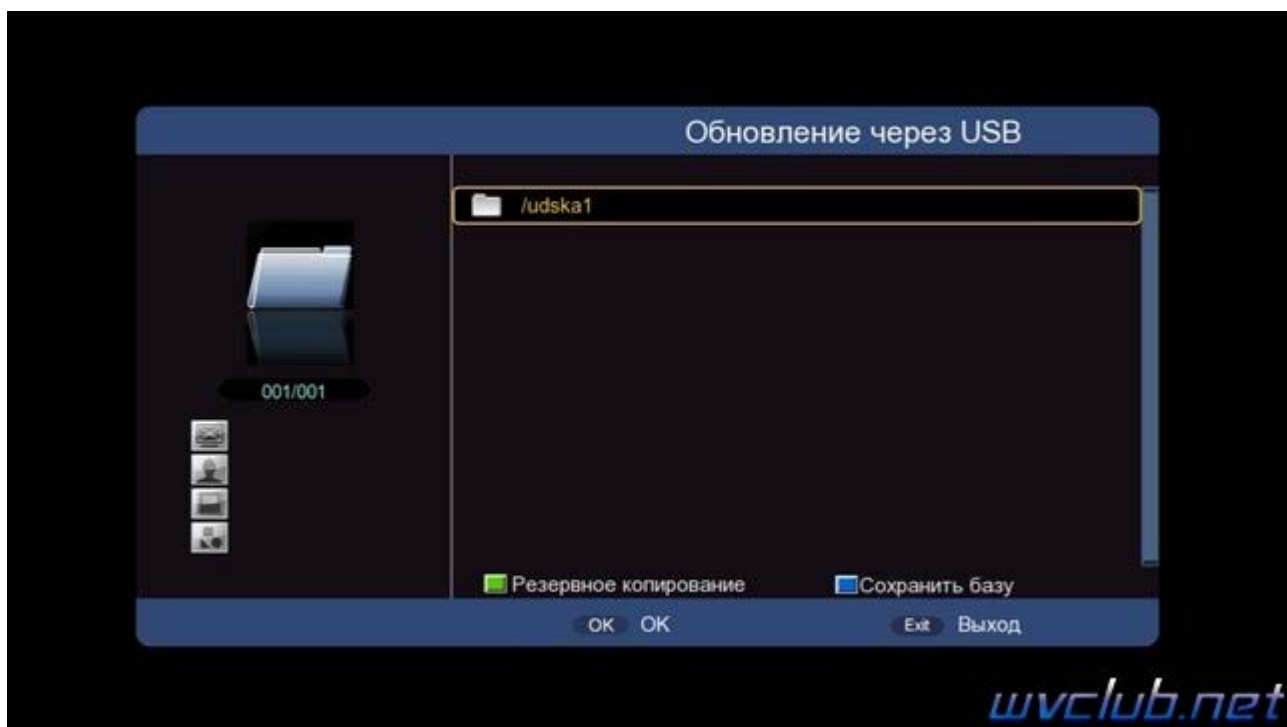 Обновление через USB
/udska1
001/001
Резервное копирование Сохранить базу
OK OK Exit Выход
wvclub.net